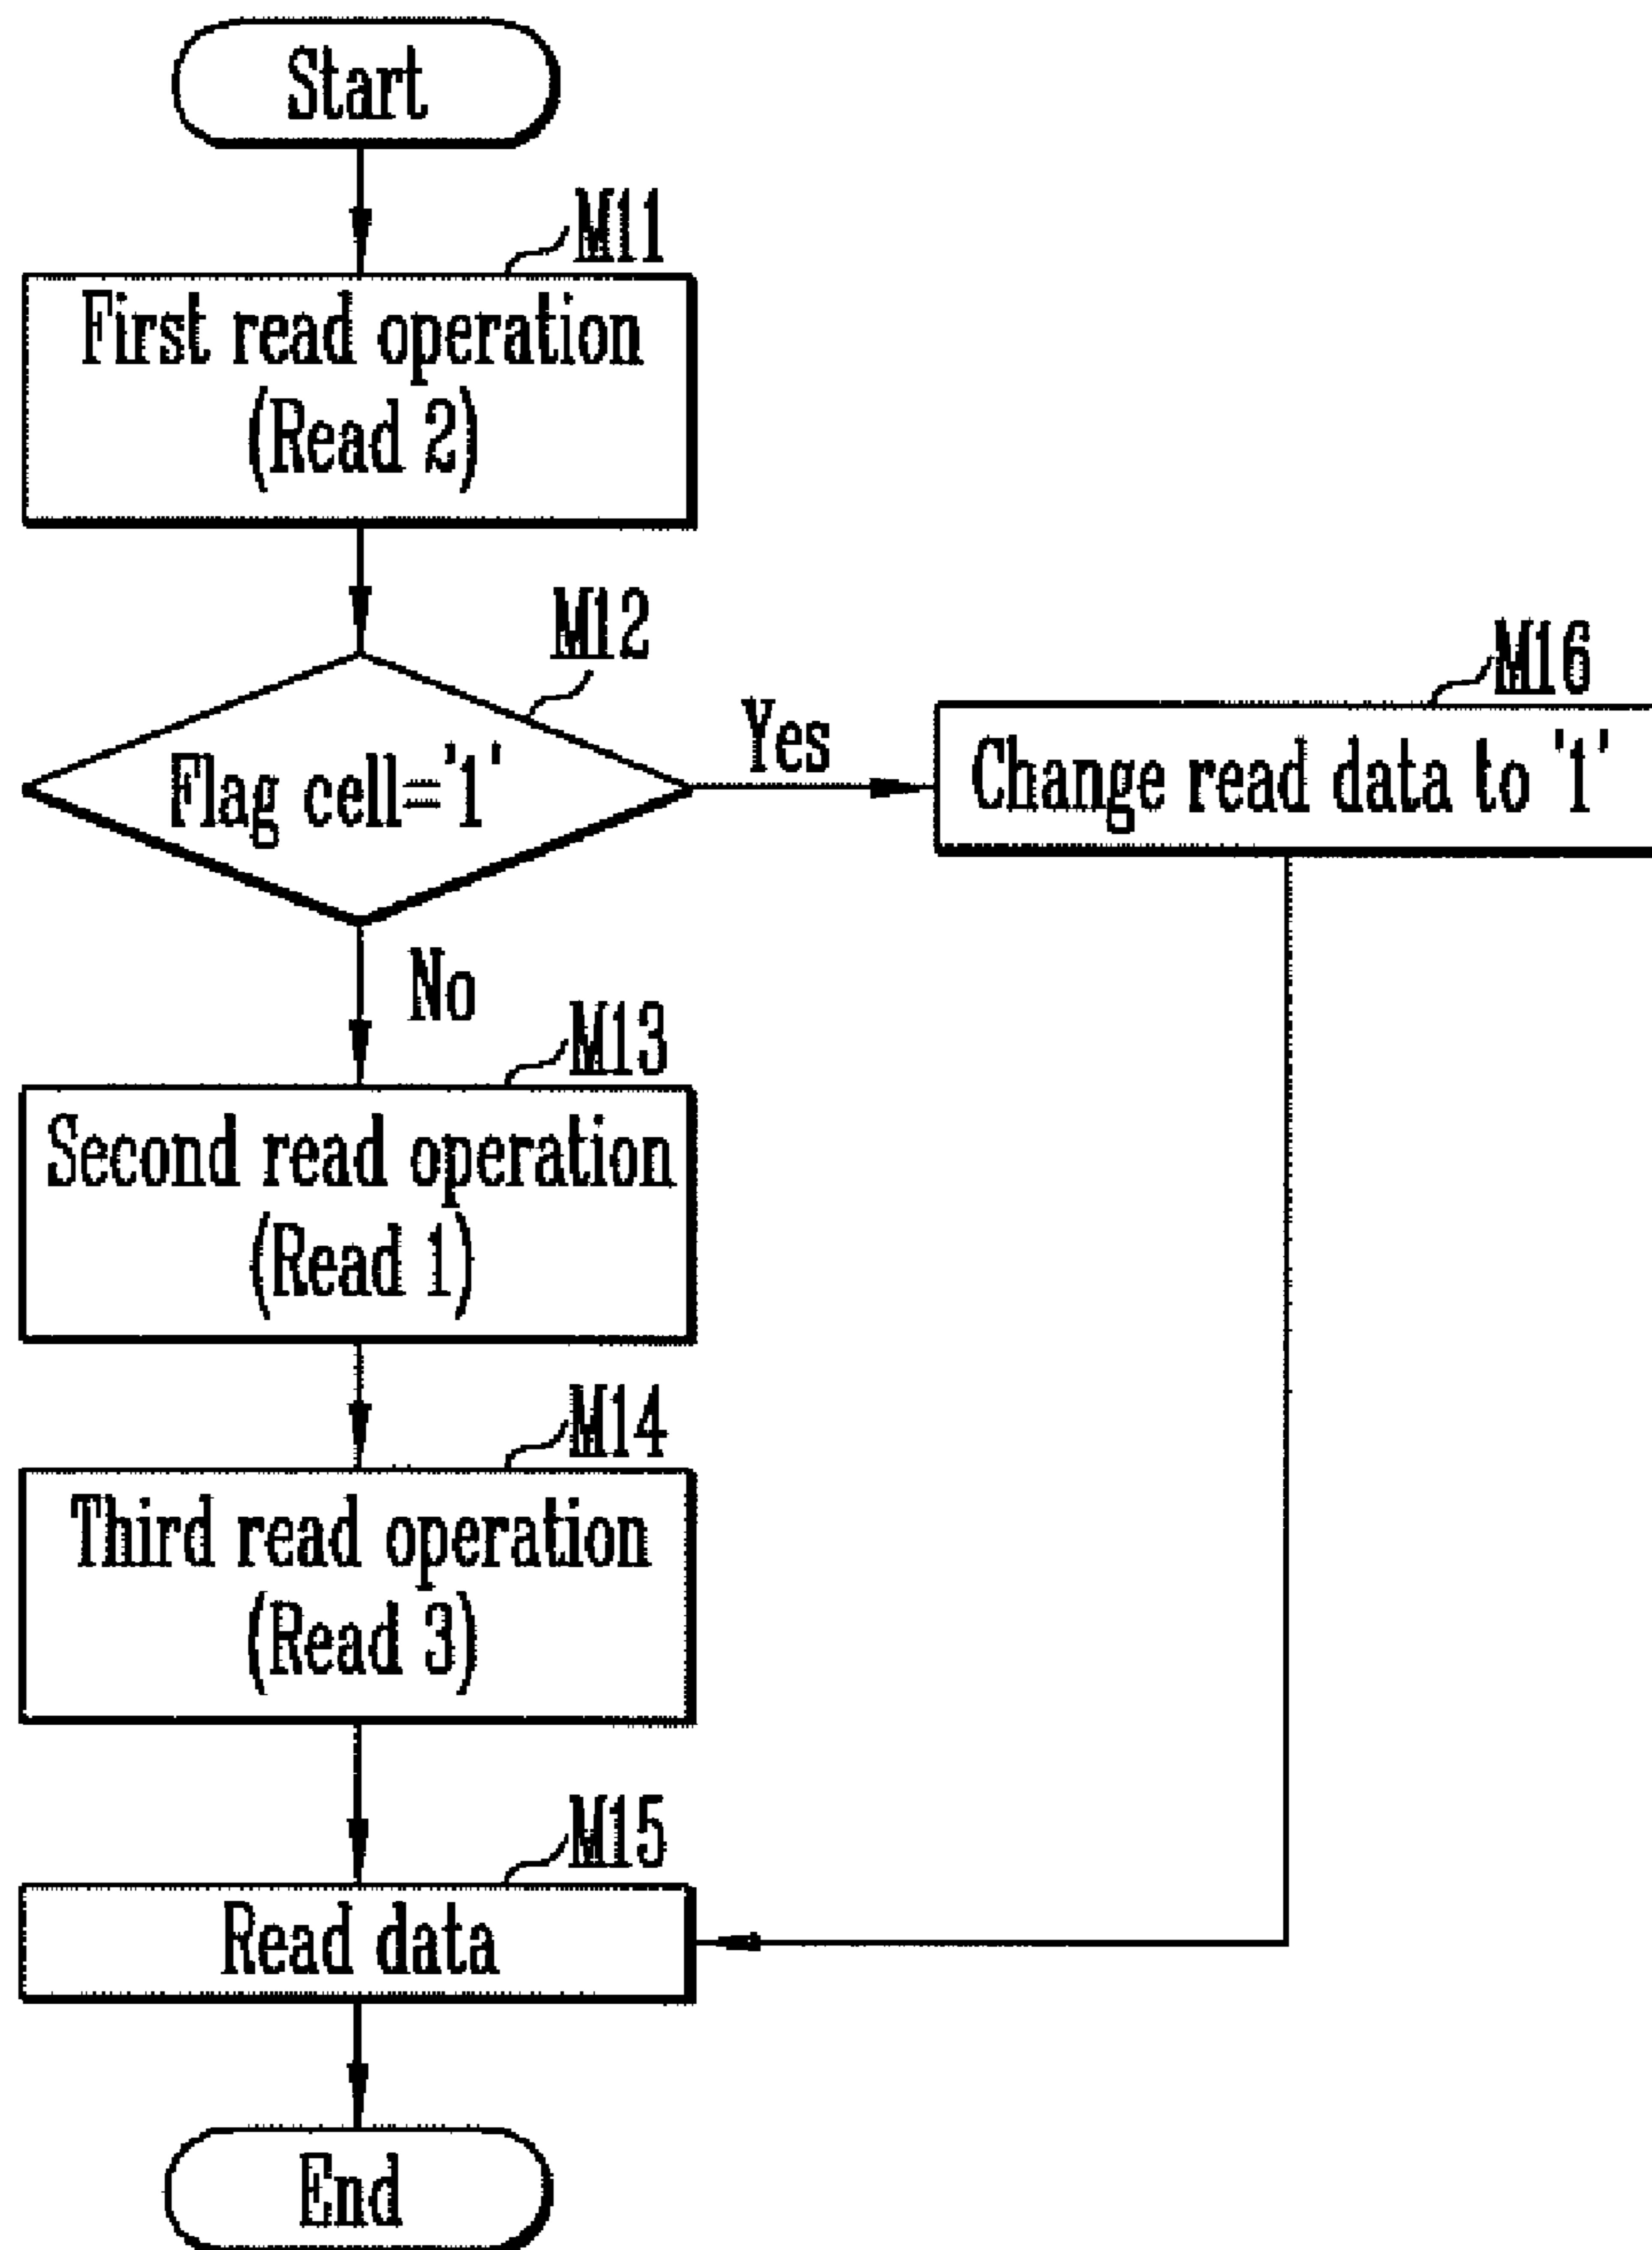 Start
M11
First read operation
(Read 2)
M12
Flag cell='1'
Yes
M16
Change read data to '1'
No
M13
Second read operation
(Read 1)
M14
Third read operation
(Read 3)
M15
Read data
End